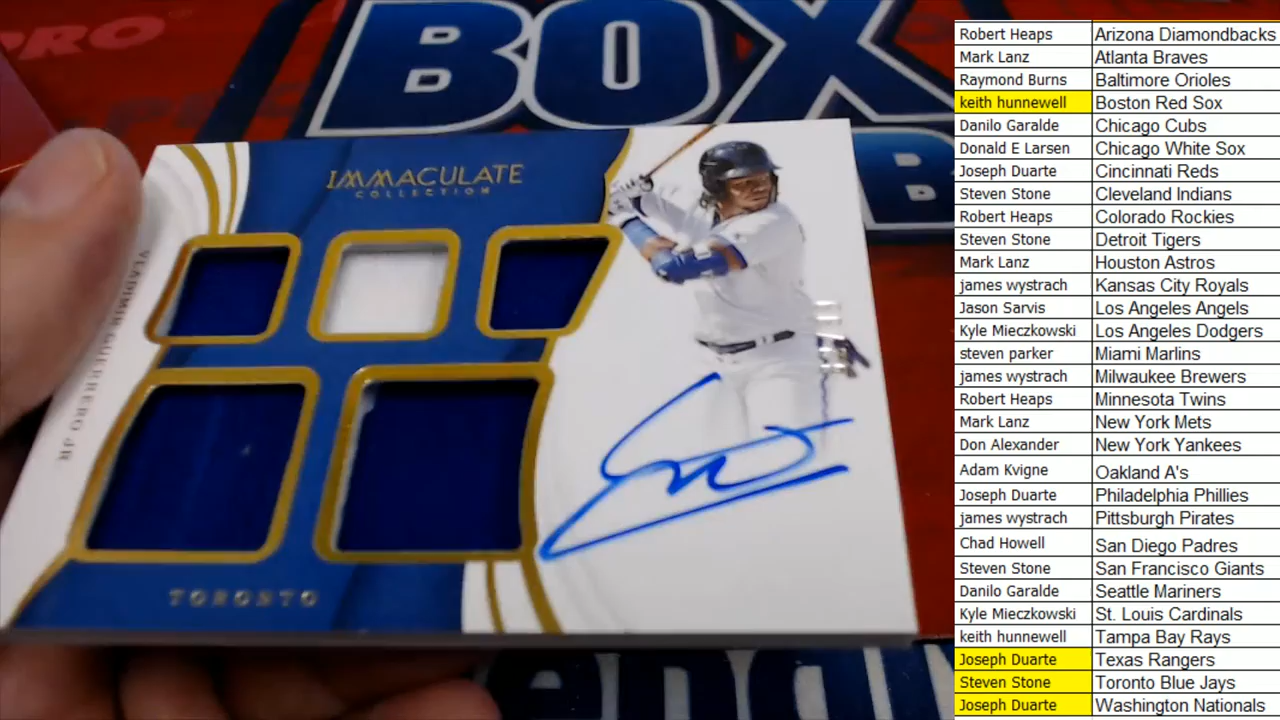 PRO
BOX
B
IMMACULATE
COLLECTION
VLADIMIR GUERRERO JR
TORONTO
Robert Heaps Arizona Diamondbacks
Mark Lanz Atlanta Braves
Raymond Burns Baltimore Orioles
keith hunnewell Boston Red Sox
Danilo Garalde Chicago Cubs
Donald E Larsen Chicago White Sox
Joseph Duarte Cincinnati Reds
Steven Stone Cleveland Indians
Robert Heaps Colorado Rockies
Steven Stone Detroit Tigers
Mark Lanz Houston Astros
james wystrach Kansas City Royals
Jason Sarvis Los Angeles Angels
Kyle Mieczkowski Los Angeles Dodgers
steven parker Miami Marlins
james wystrach Milwaukee Brewers
Robert Heaps Minnesota Twins
Mark Lanz New York Mets
Don Alexander New York Yankees
Adam Kvigne Oakland A's
Joseph Duarte Philadelphia Phillies
james wystrach Pittsburgh Pirates
Chad Howell San Diego Padres
Steven Stone San Francisco Giants
Danilo Garalde Seattle Mariners
Kyle Mieczkowski St. Louis Cardinals
keith hunnewell Tampa Bay Rays
Joseph Duarte Texas Rangers
Steven Stone Toronto Blue Jays
Joseph Duarte Washington Nationals